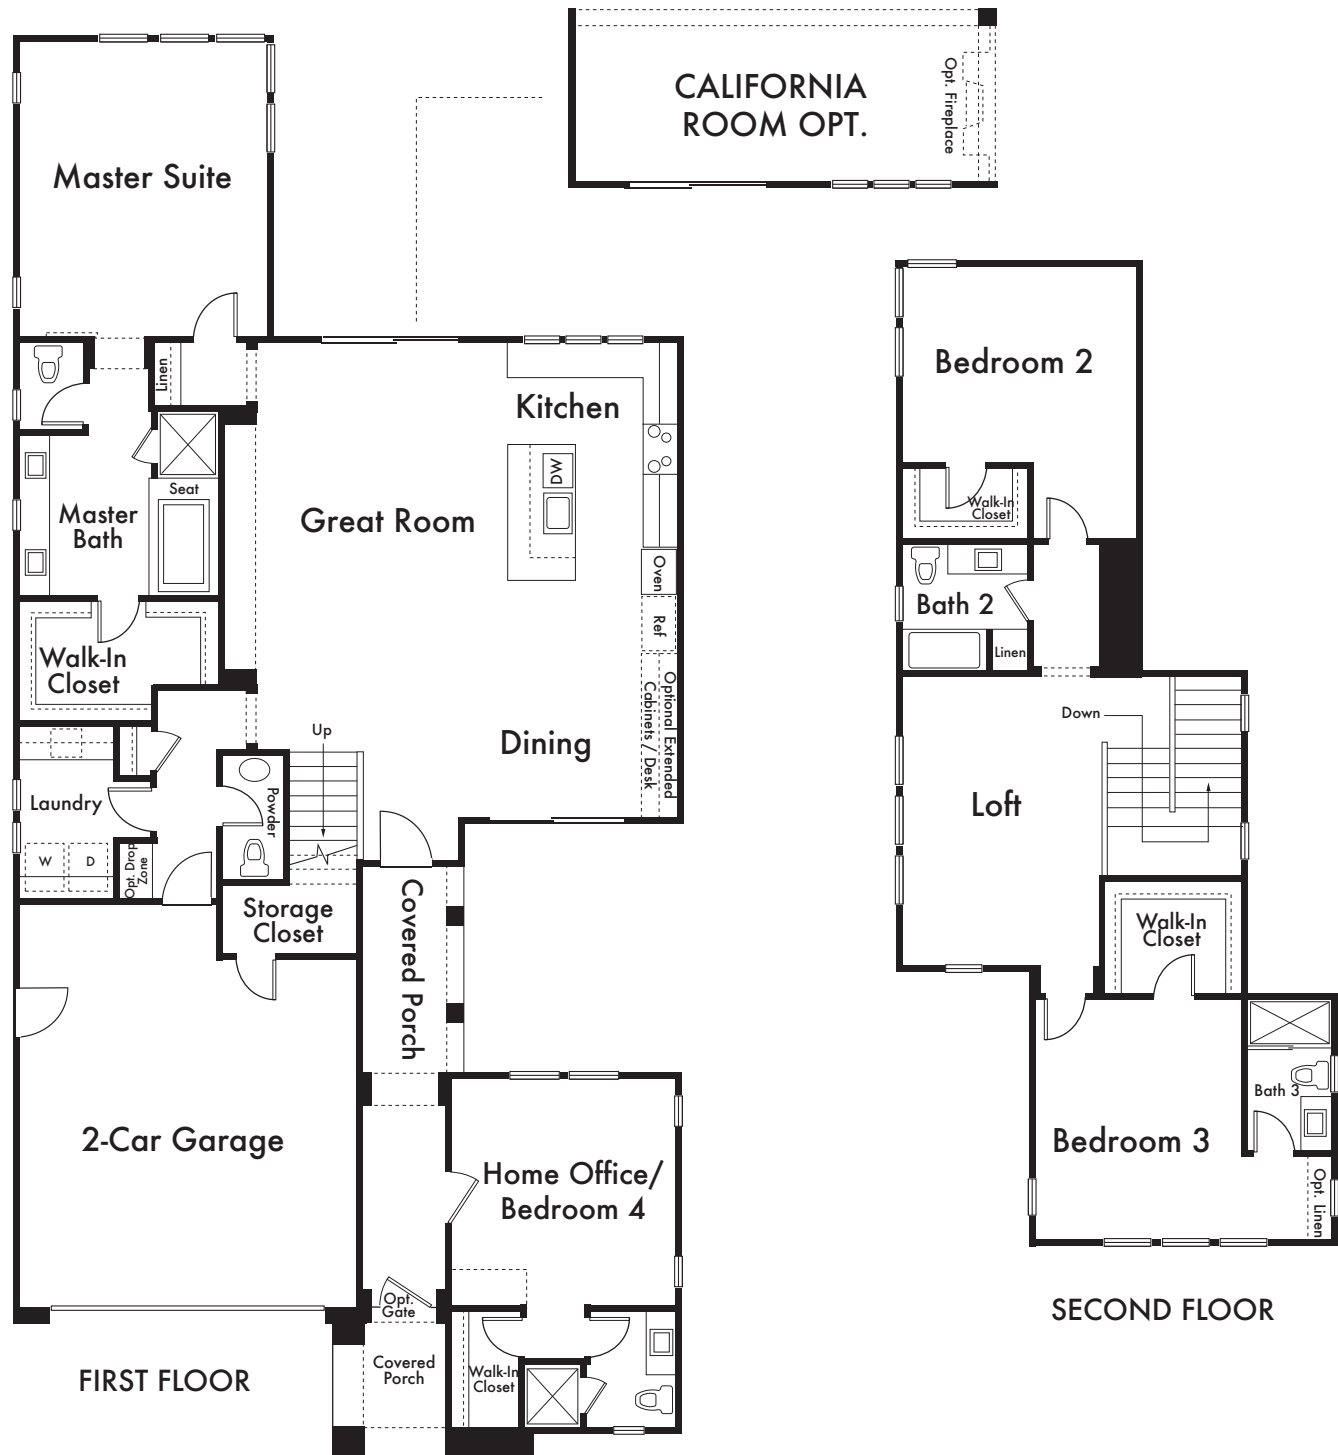 CALIFORNIA
ROOM OPT.
Opt. Fireplace
Master Suite
Linen
Kitchen
DW
Seat
Master
Bath
Great Room
Oven
Ref
Walk-In
Closet
Optional Extended
Cabinets / Desk
Up
Dining
Laundry
Powder
W
D
Opt. Drop
Zone
Storage
Closet
Covered Porch
2-Car Garage
Home Office/
Bedroom 4
Opt.
Gate
Covered
Porch
Walk-In
Closet
FIRST FLOOR
Bedroom 2
Walk-In
Closet
Bath 2
Linen
Down
Loft
Walk-In
Closet
Bath 3
Bedroom 3
Opt. Linen
SECOND FLOOR